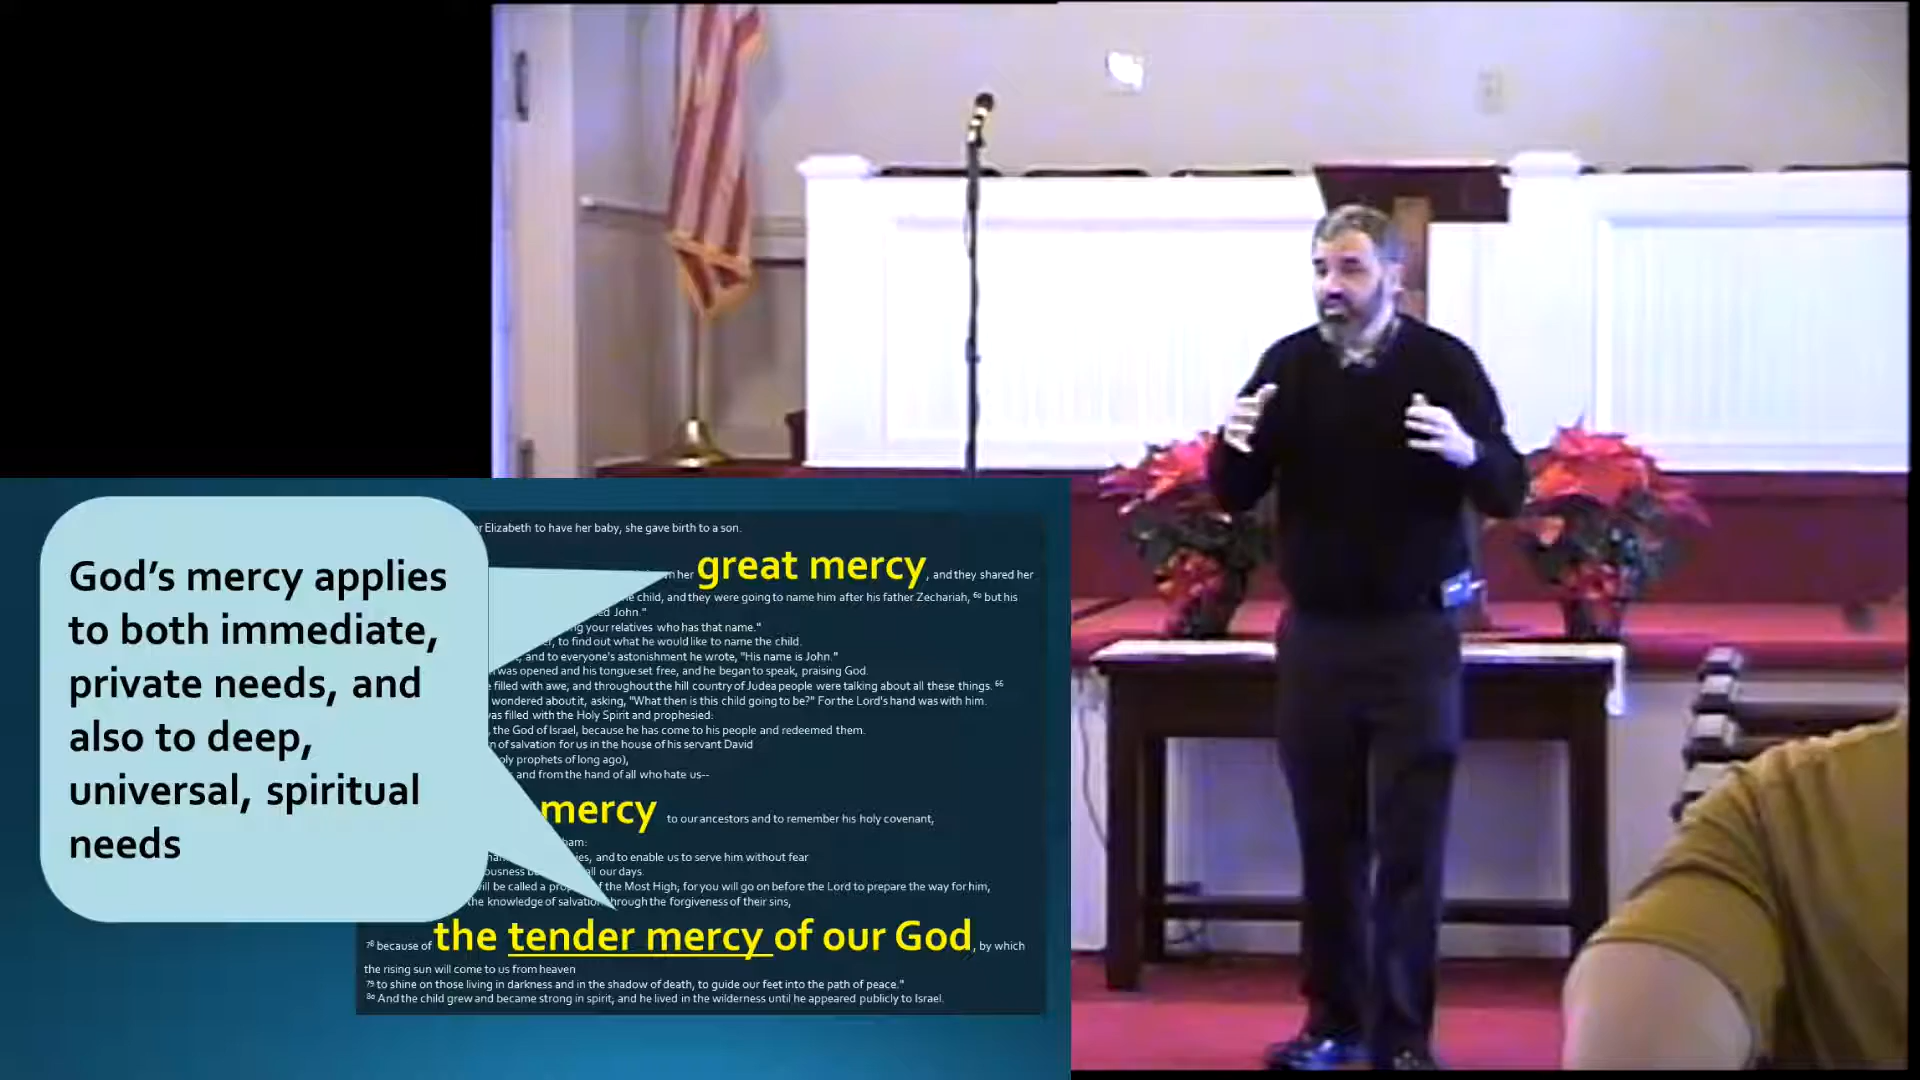 God's mercy applies
to both immediate,
private needs, and
also to deep,
universal, spiritual
needs
Elizabeth to have her baby, she gave birth to a son.
her great mercy, and they shared her
child, and they were going to name him after his father Zechariah, 60 but his
John."
your relatives who has that name."
to find out what he would like to name the child.
and to everyone's astonishment he wrote, "His name is John."
was opened and his tongue set free, and he began to speak, praising God.
filled with awe, and throughout the hill country of Judea people were talking about all these things. 66
wondered about it, asking, "What then is this child going to be?" For the Lord's hand was with him.
was filled with the Holy Spirit and prophesied:
the God of Israel, because he has come to his people and redeemed them.
of salvation for us in the house of his servant David
prophets of long ago),
and from the hand of all who hate us--
mercy to our ancestors and to remember his holy covenant,
and to enable us to serve him without fear
all our days.
will be called a of the Most High; for you will go on before the Lord to prepare the way for him,
the knowledge of through the forgiveness of their sins,
78 because of the tender mercy of our God, by which
the rising sun will come to us from heaven
79 to shine on those living in darkness and in the shadow of death, to guide our feet into the path of peace."
80 And the child grew and became strong in spirit, and he lived in the wilderness until he appeared publicly to Israel.